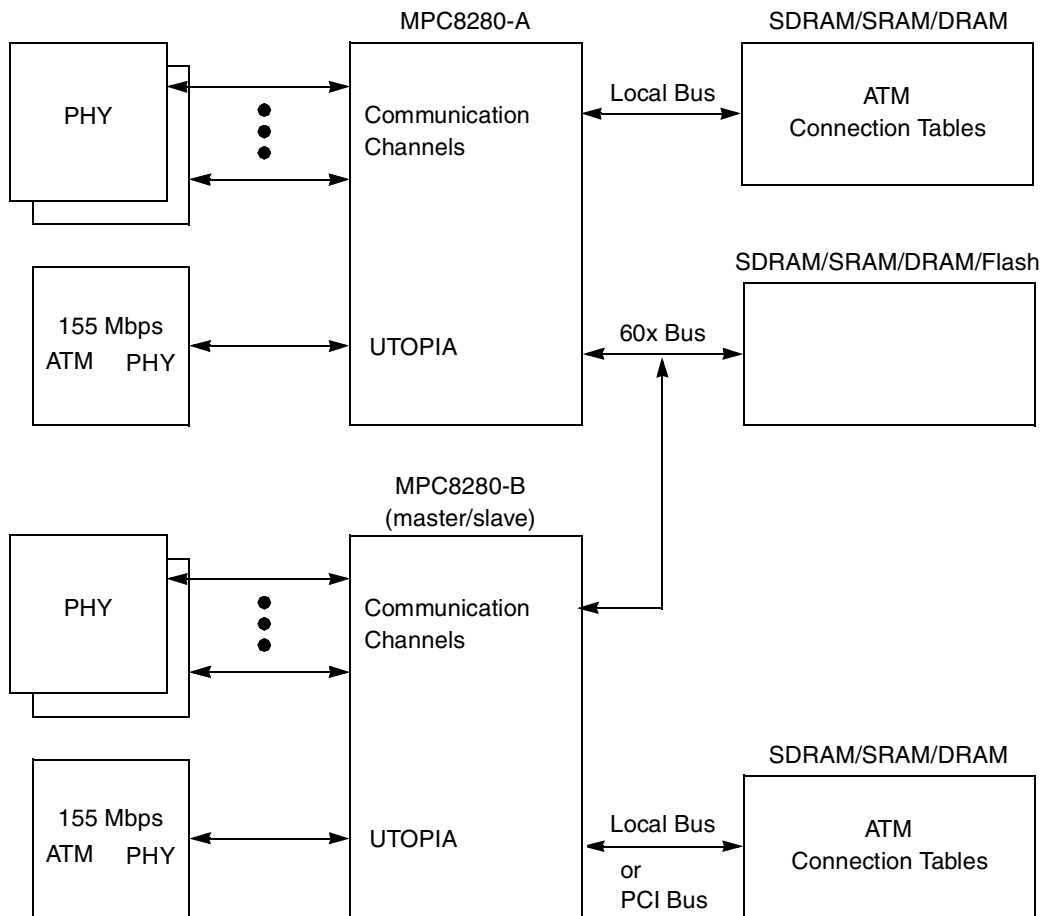 MPC8280-A
SDRAM/SRAM/DRAM
PHY
Communication
Channels
Local Bus
ATM
Connection Tables
SDRAM/SRAM/DRAM/Flash
155 Mbps
ATM PHY
UTOPIA
60x Bus
MPC8280-B
(master/slave)
PHY
Communication
Channels
SDRAM/SRAM/DRAM
155 Mbps
ATM PHY
UTOPIA
Local Bus
or
PCI Bus
ATM
Connection Tables